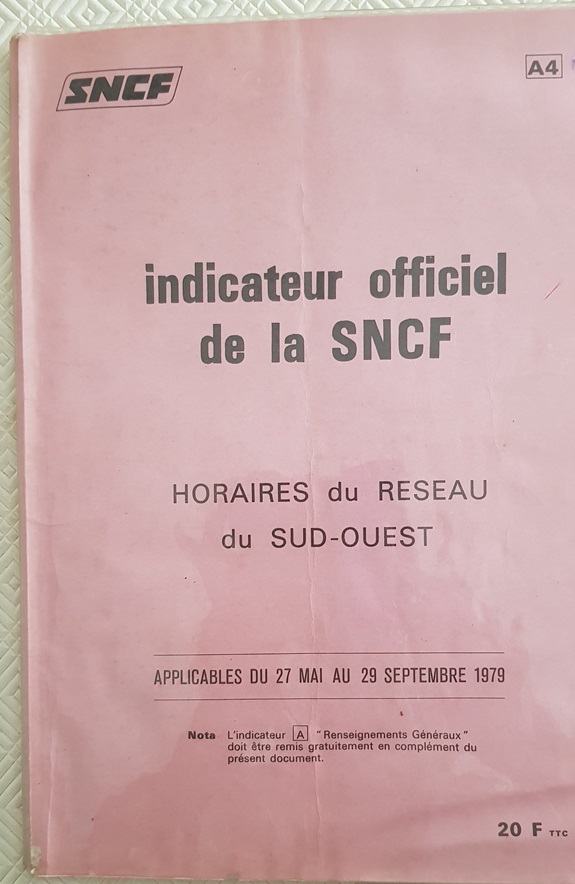 SNCF
A4
indicateur officiel
de la SNCF
HORAIRES du RESEAU
du SUD-OUEST
APPLICABLES DU 27 MAI AU 29 SEPTEMBRE 1979
Nota L'indicateur A "Renseignements Généraux"
doit être remis gratuitement en complément du
présent document.
20 F TTC